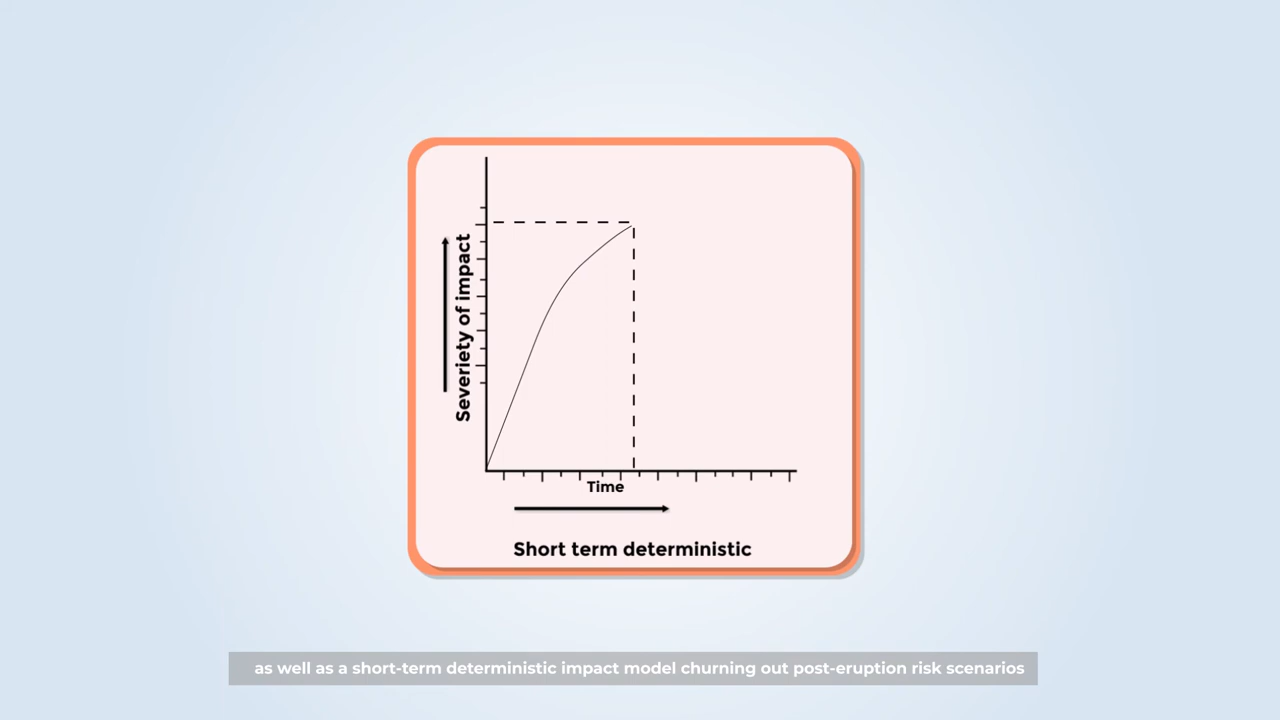 Severiety of impact
Time
Short term deterministic
as well as a short-term deterministic impact model churning out post-eruption risk scenarios